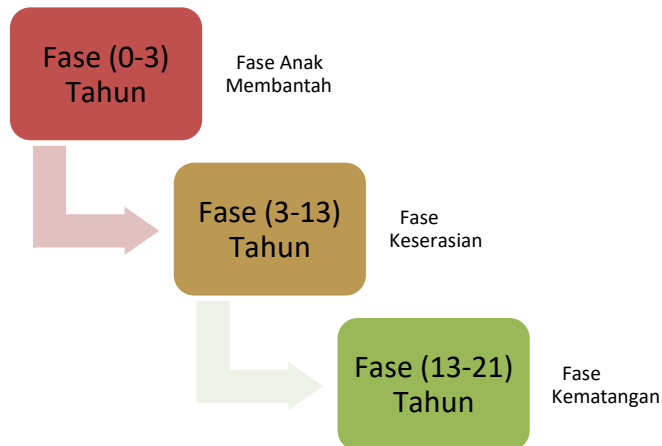 Fase (0-3)
Tahun
Fase Anak
Membantah
Fase (3-13)
Tahun
Fase
Keserasian
Fase (13-21)
Tahun
Fase
Kematangan